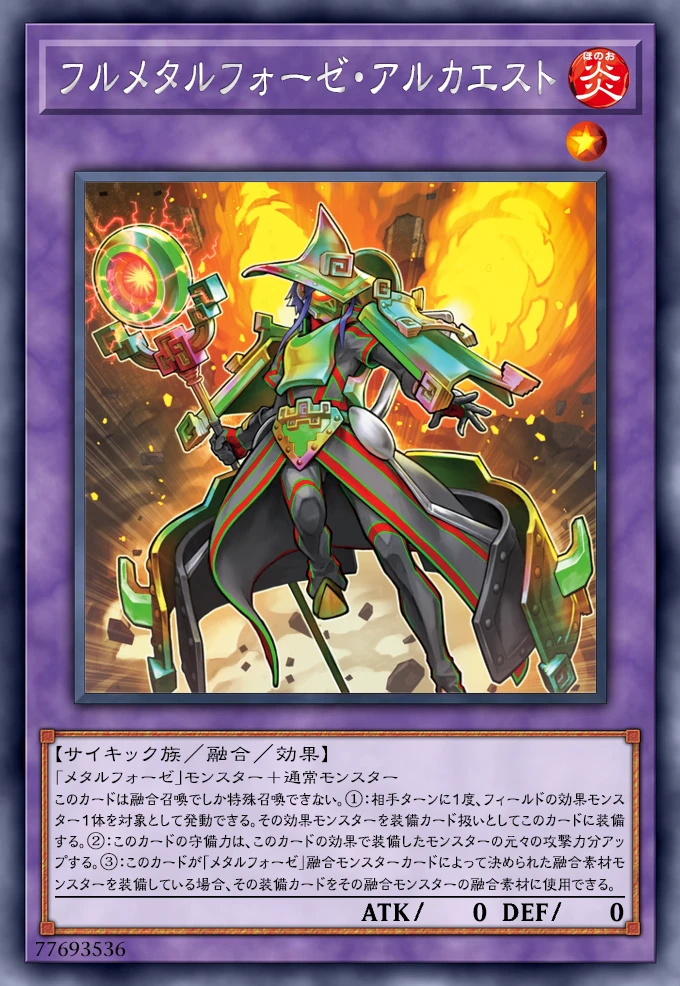 フルメタルフォーゼ・アルカエスト
ほのお
炎
【サイキック族／融合／効果】
「メタルフォーゼ」モンスター＋通常モンスター
このカードは融合召喚でしか特殊召喚できない。①：相手ターンに1度、フィールドの効果モンス
ター1体を対象として発動できる。その効果モンスターを装備カード扱いとしてこのカードに装備
する。②：このカードの守備力は、このカードの効果で装備したモンスターの元々の攻撃力分アッ
プする。③：このカードが「メタルフォーゼ」融合モンスターカードによって決められた融合素材モ
ンスターを装備している場合、その装備カードをその融合モンスターの融合素材に使用できる。
ATK/ 0 DEF/ 0
77693536